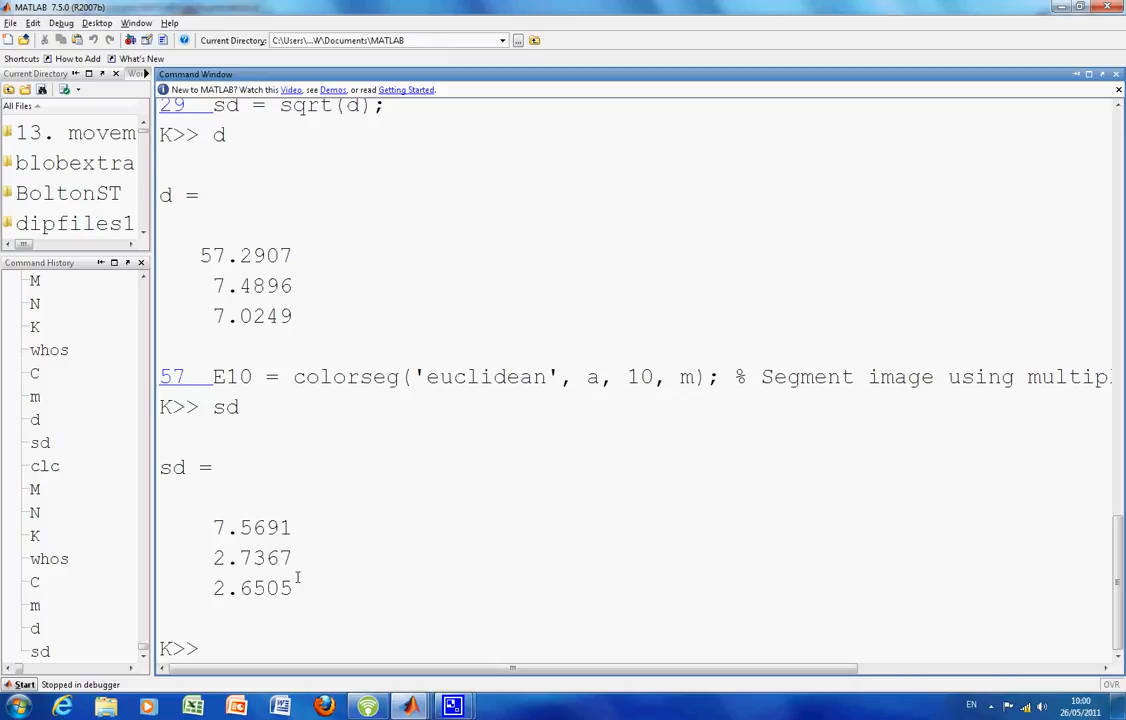 MATLAB 7.5.0 (R2007b)
File Edit Debug Desktop Window Help
Current Directory: C:\Users\...W\Documents\MATLAB
Shortcuts How to Add What's New
Current Directory
Command Window
New to MATLAB? Watch this Video, see Demos, or read Getting Started.
All Files
13. movem
blobextra
BoltonST
dipfiles1
Command History
M
N
K
whos
C
m
d
sd
clc
M
N
K
whos
C
m
d
sd
29 sd = sqrt(d);
K>> d
d =
57.2907
7.4896
7.0249
57 E10 = colorseg('euclidean', a, 10, m); % Segment image using multip
K>> sd
sd =
7.5691
2.7367
2.6505
K>>
Start Stopped in debugger
OVR
EN
10:00
26/05/2011